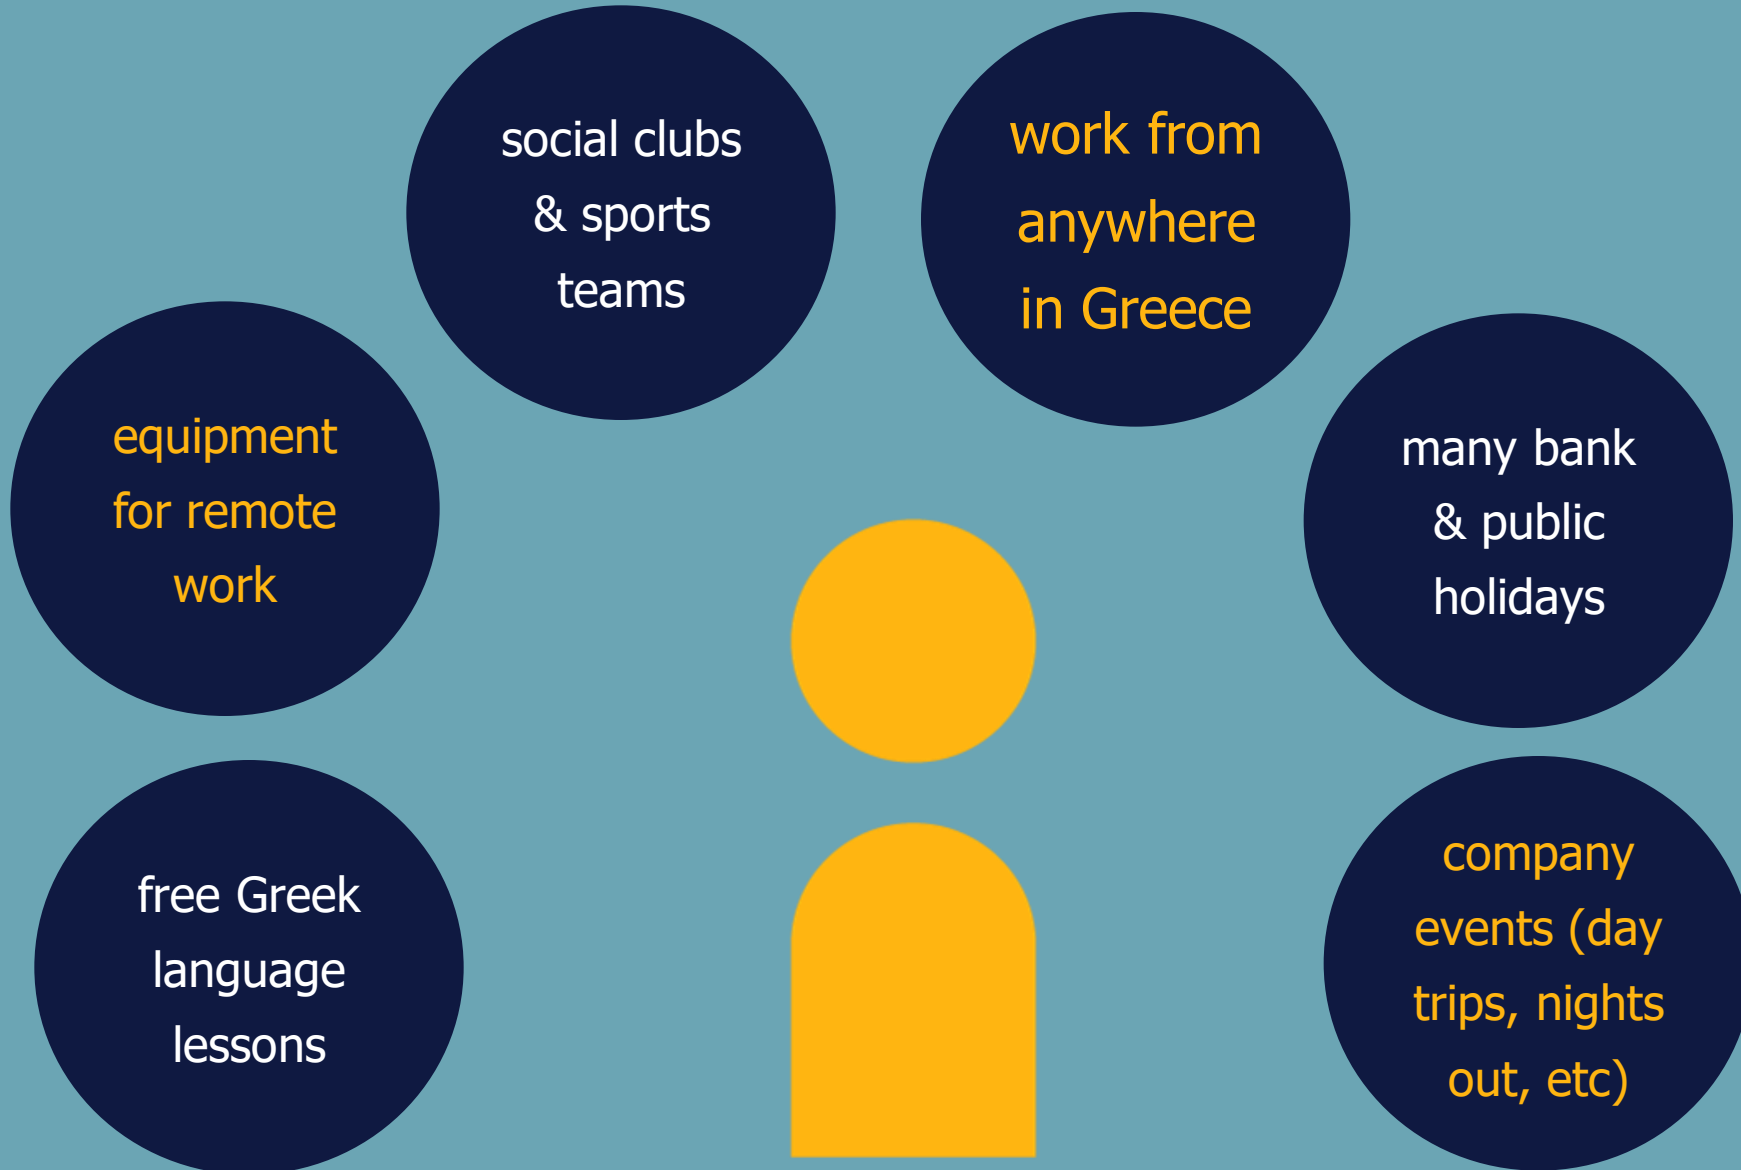 social clubs
& sports
teams
work from
anywhere
in Greece
equipment
for remote
work
many bank
& public
holidays
free Greek
language
lessons
company
events (day
trips, nights
out, etc)